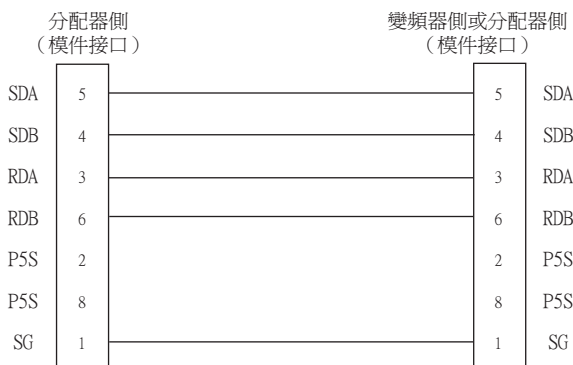 分配器側
（模件接口）
變頻器側或分配器側
（模件接口）
SDA 5 5 SDA
SDB 4 4 SDB
RDA 3 3 RDA
RDB 6 6 RDB
P5S 2 2 P5S
P5S 8 8 P5S
SG 1 1 SG